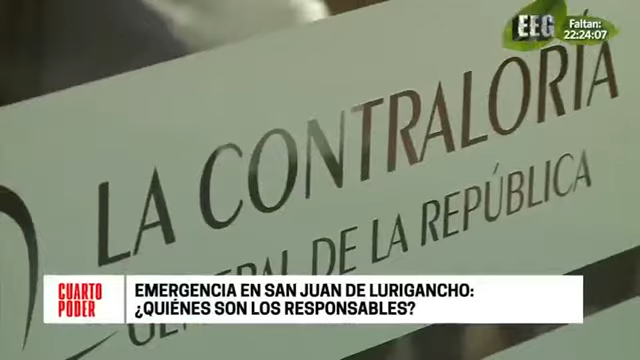 EEG
Faltan:
22:24:07
LA CONTRALORÍA
GENERAL DE LA REPÚBLICA
CUARTO
PODER
EMERGENCIA EN SAN JUAN DE LURIGANCHO:
¿QUIÉNES SON LOS RESPONSABLES?